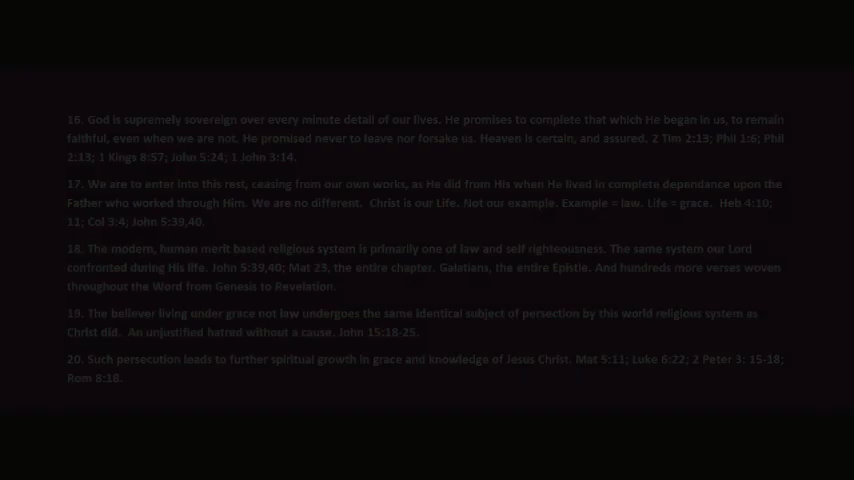 16. God is supremely sovereign over every minute detail of our lives. He promises to complete that which He began in us, to remain
faithful, even when we are not. He promised never to leave nor forsake us. Heaven is certain, and assured. 2 Tim 2:13; Phil 1:6; Phil
2:13; 1 Kings 8:57; John 5:24; 1 John 3:14.
17. We are to enter into this rest, ceasing from our own works, as He did from His when He lived in complete dependance upon the
Father who worked through Him. We are no different.  Christ is our Life. Not our example. Example = law. Life = grace.  Heb 4:10;
11; Col 3:4; John 5:39,40.
18. The modern, human merit based religious system is primarily one of law and self righteousness. The same system our Lord
confronted during His life. John 5:39,40; Mat 23, the entire chapter. Galatians, the entire Epistle. And hundreds more verses woven
throughout the Word from Genesis to Revelation.
19. The believer living under grace not law undergoes the same identical subject of persection by this world religious system as
Christ did.  An unjustified hatred without a cause. John 15:18-25.
20. Such persecution leads to further spiritual growth in grace and knowledge of Jesus Christ. Mat 5:11; Luke 6:22; 2 Peter 3: 15-18;
Rom 8:18.